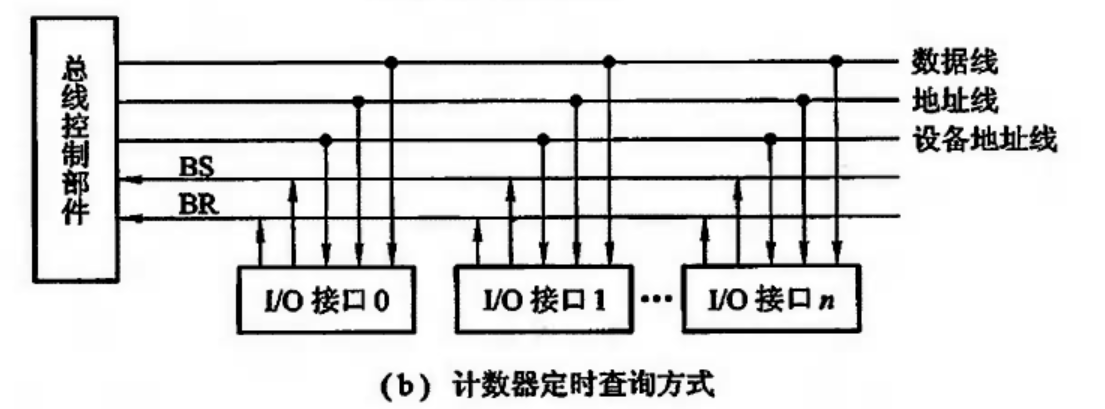 总线控制部件
数据线
地址线
设备地址线
BS
BR
I/O 接口 0
I/O 接口 1
···
I/O 接口 n
(b) 计数器定时查询方式